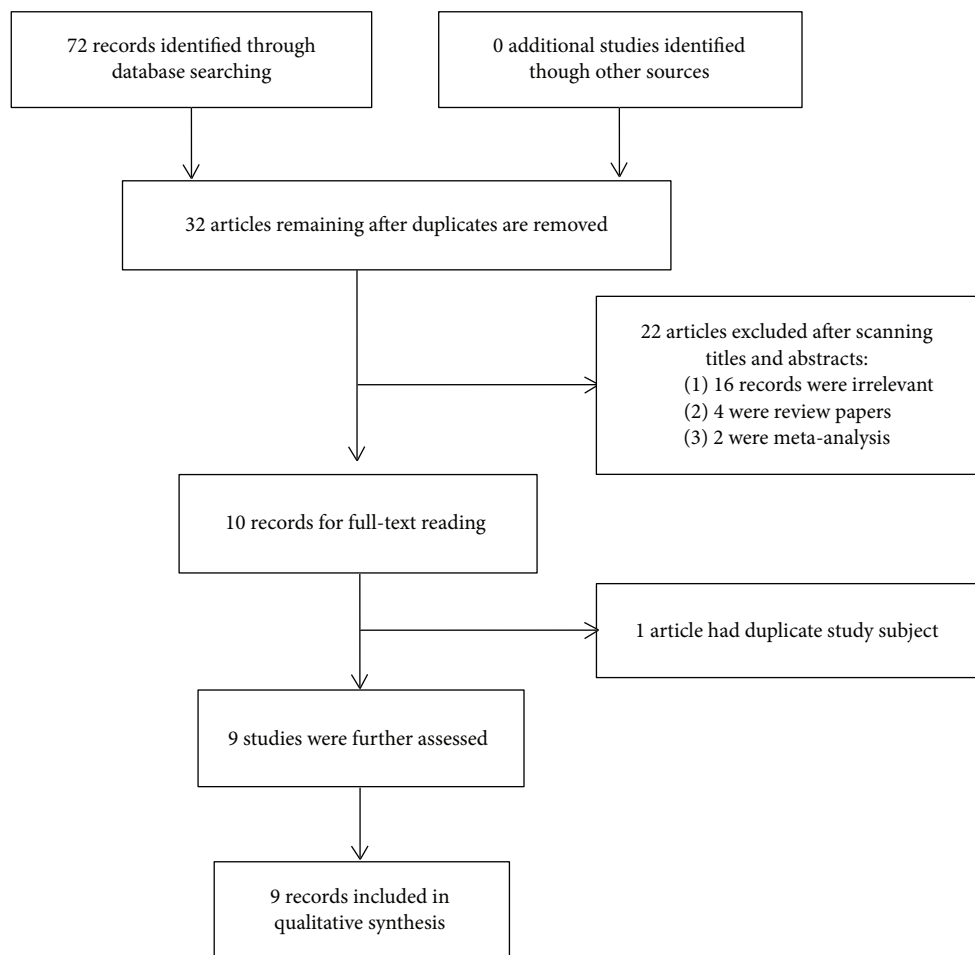 72 records identified through
database searching
0 additional studies identified
though other sources
32 articles remaining after duplicates are removed
22 articles excluded after scanning
titles and abstracts:
(1) 16 records were irrelevant
(2) 4 were review papers
(3) 2 were meta-analysis
10 records for full-text reading
1 article had duplicate study subject
9 studies were further assessed
9 records included in
qualitative synthesis